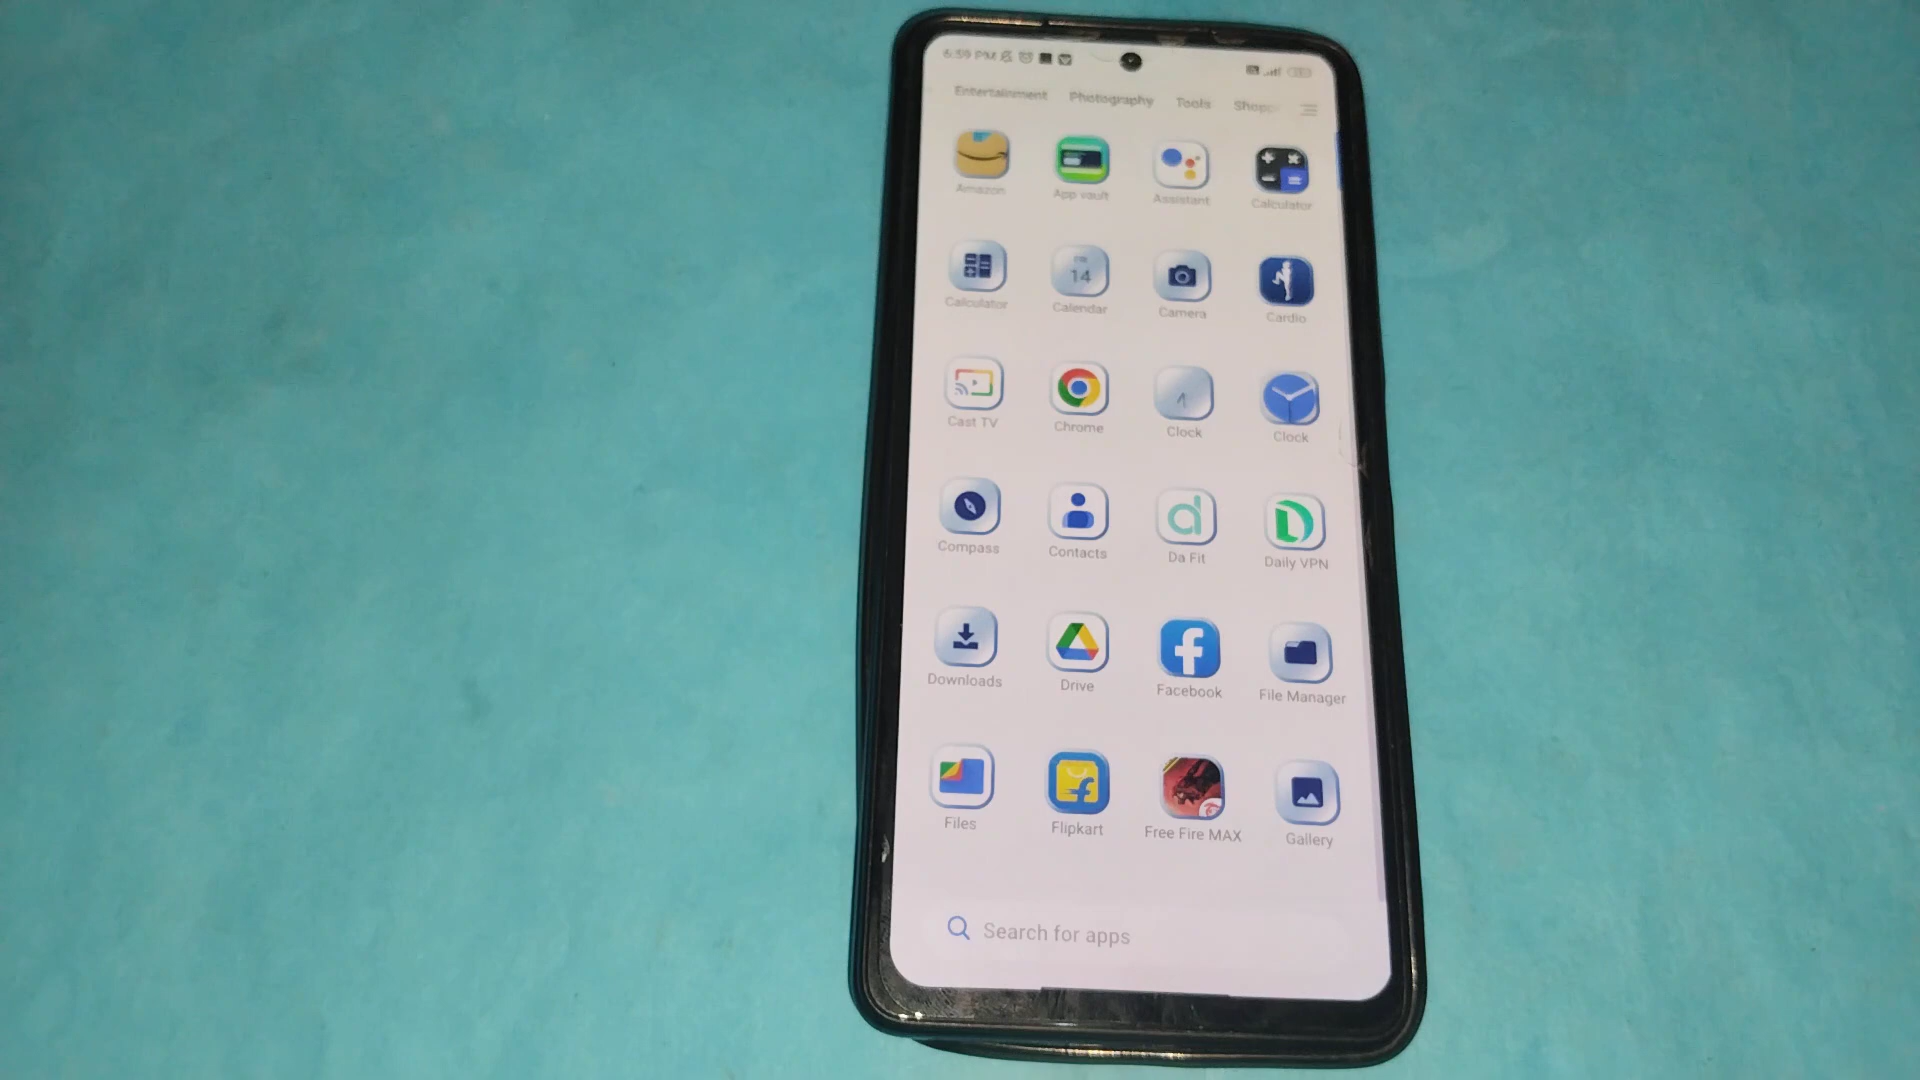 6:59 PM
Entertainment Photography Tools Shopp
Amazon App vault Assistant Calculator
14
Calculator Calendar Camera Cardio
Cast TV Chrome Clock Clock
Compass Contacts Da Fit Daily VPN
Downloads Drive Facebook File Manager
Files Flipkart Free Fire MAX Gallery
Search for apps